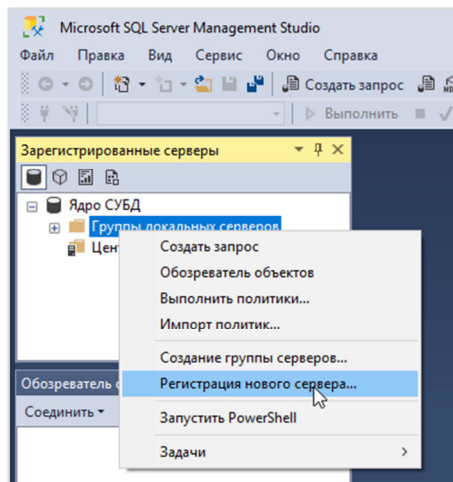 Microsoft SQL Server Management Studio
Файл Правка Вид Сервис Окно Справка
Создать запрос
Выполнить
Зарегистрированные серверы
Ядро СУБД
Группы локальных серверов
Цен
Создать запрос
Обозреватель объектов
Выполнить политики...
Импорт политик...
Создание группы серверов...
Регистрация нового сервера...
Запустить PowerShell
Задачи
Обозреватель
Соединить